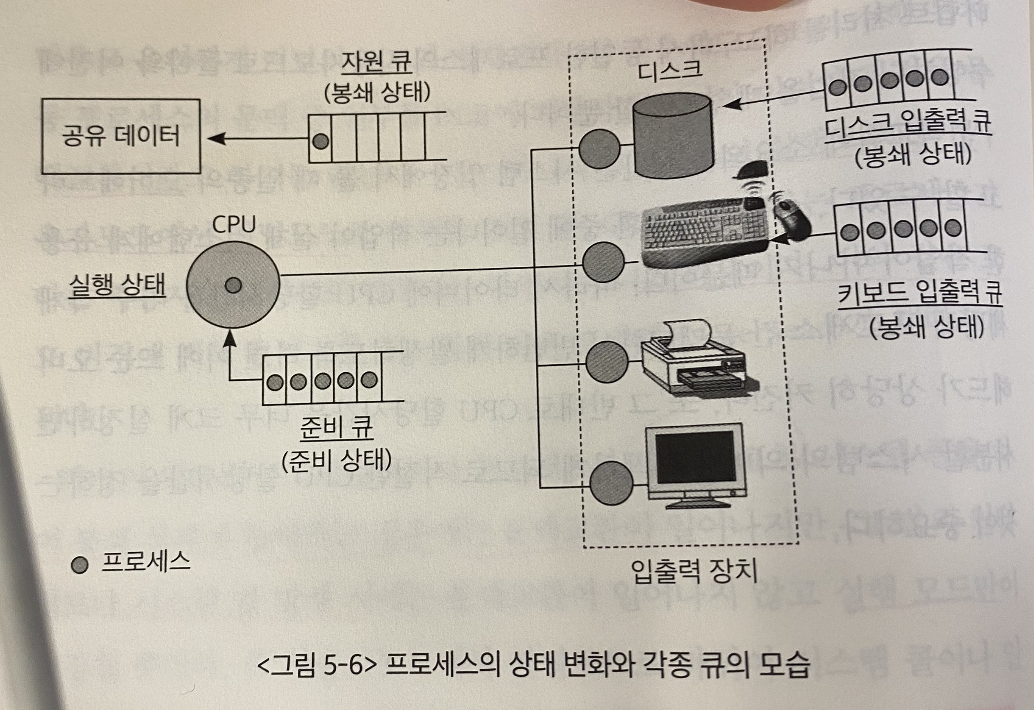 자원 큐
(봉쇄 상태)
공유 데이터
디스크
디스크 입출력 큐
(봉쇄 상태)
CPU
실행 상태
키보드 입출력 큐
(봉쇄 상태)
준비 큐
(준비 상태)
프로세스
입출력 장치
<그림 5-6> 프로세스의 상태 변화와 각종 큐의 모습